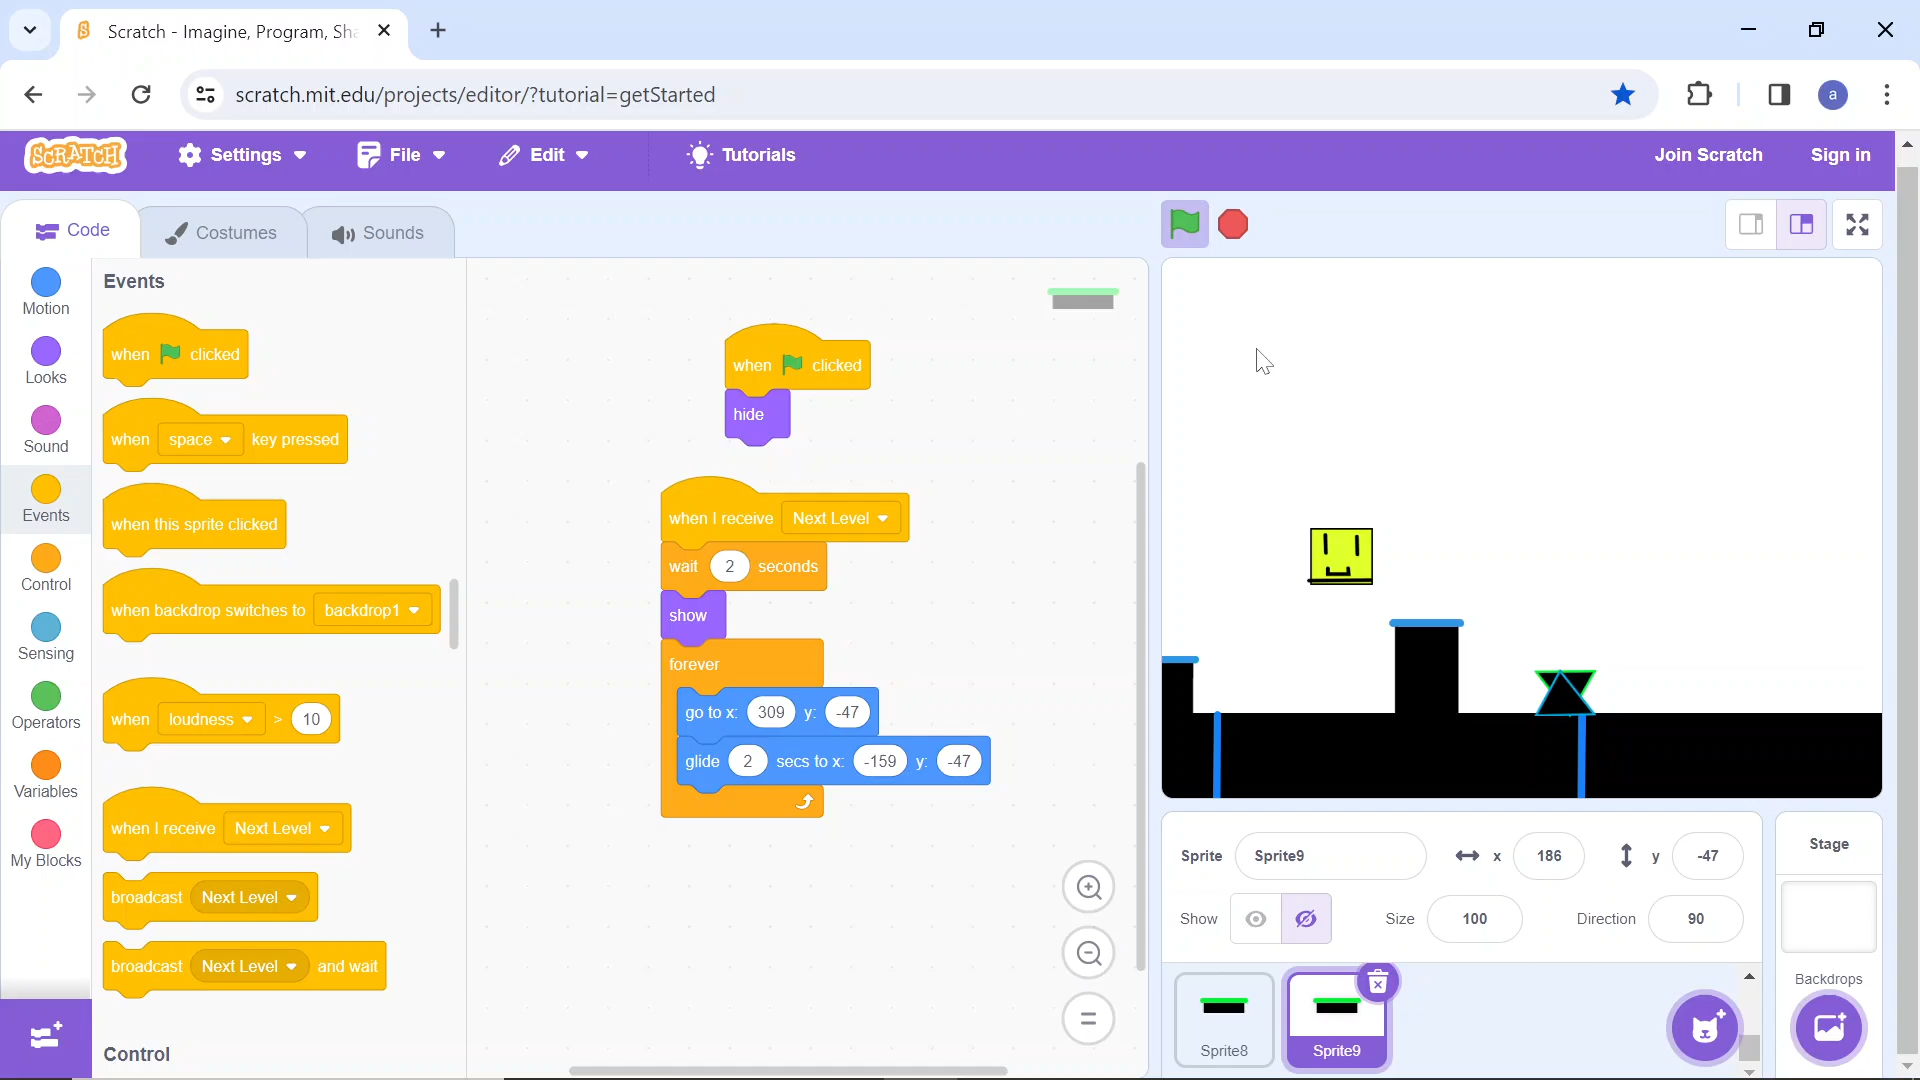 Scratch - Imagine, Program, Sha
scratch.mit.edu/projects/editor/?tutorial=getStarted
a
SCRATCH
Settings
File
Edit
Tutorials
Join Scratch
Sign in
Code
Costumes
Sounds
Motion
Looks
Sound
Events
Control
Sensing
Operators
Variables
My Blocks
Events
when clicked
when space key pressed
when this sprite clicked
when backdrop switches to backdrop1
when loudness > 10
when I receive Next Level
broadcast Next Level
broadcast Next Level and wait
Control
when clicked
hide
when I receive Next Level
wait 2 seconds
show
forever
go to x: 309 y: -47
glide 2 secs to x: -159 y: -47
Sprite Sprite9 x 186 y -47
Show Size 100 Direction 90
Sprite8
Sprite9
Stage
Backdrops